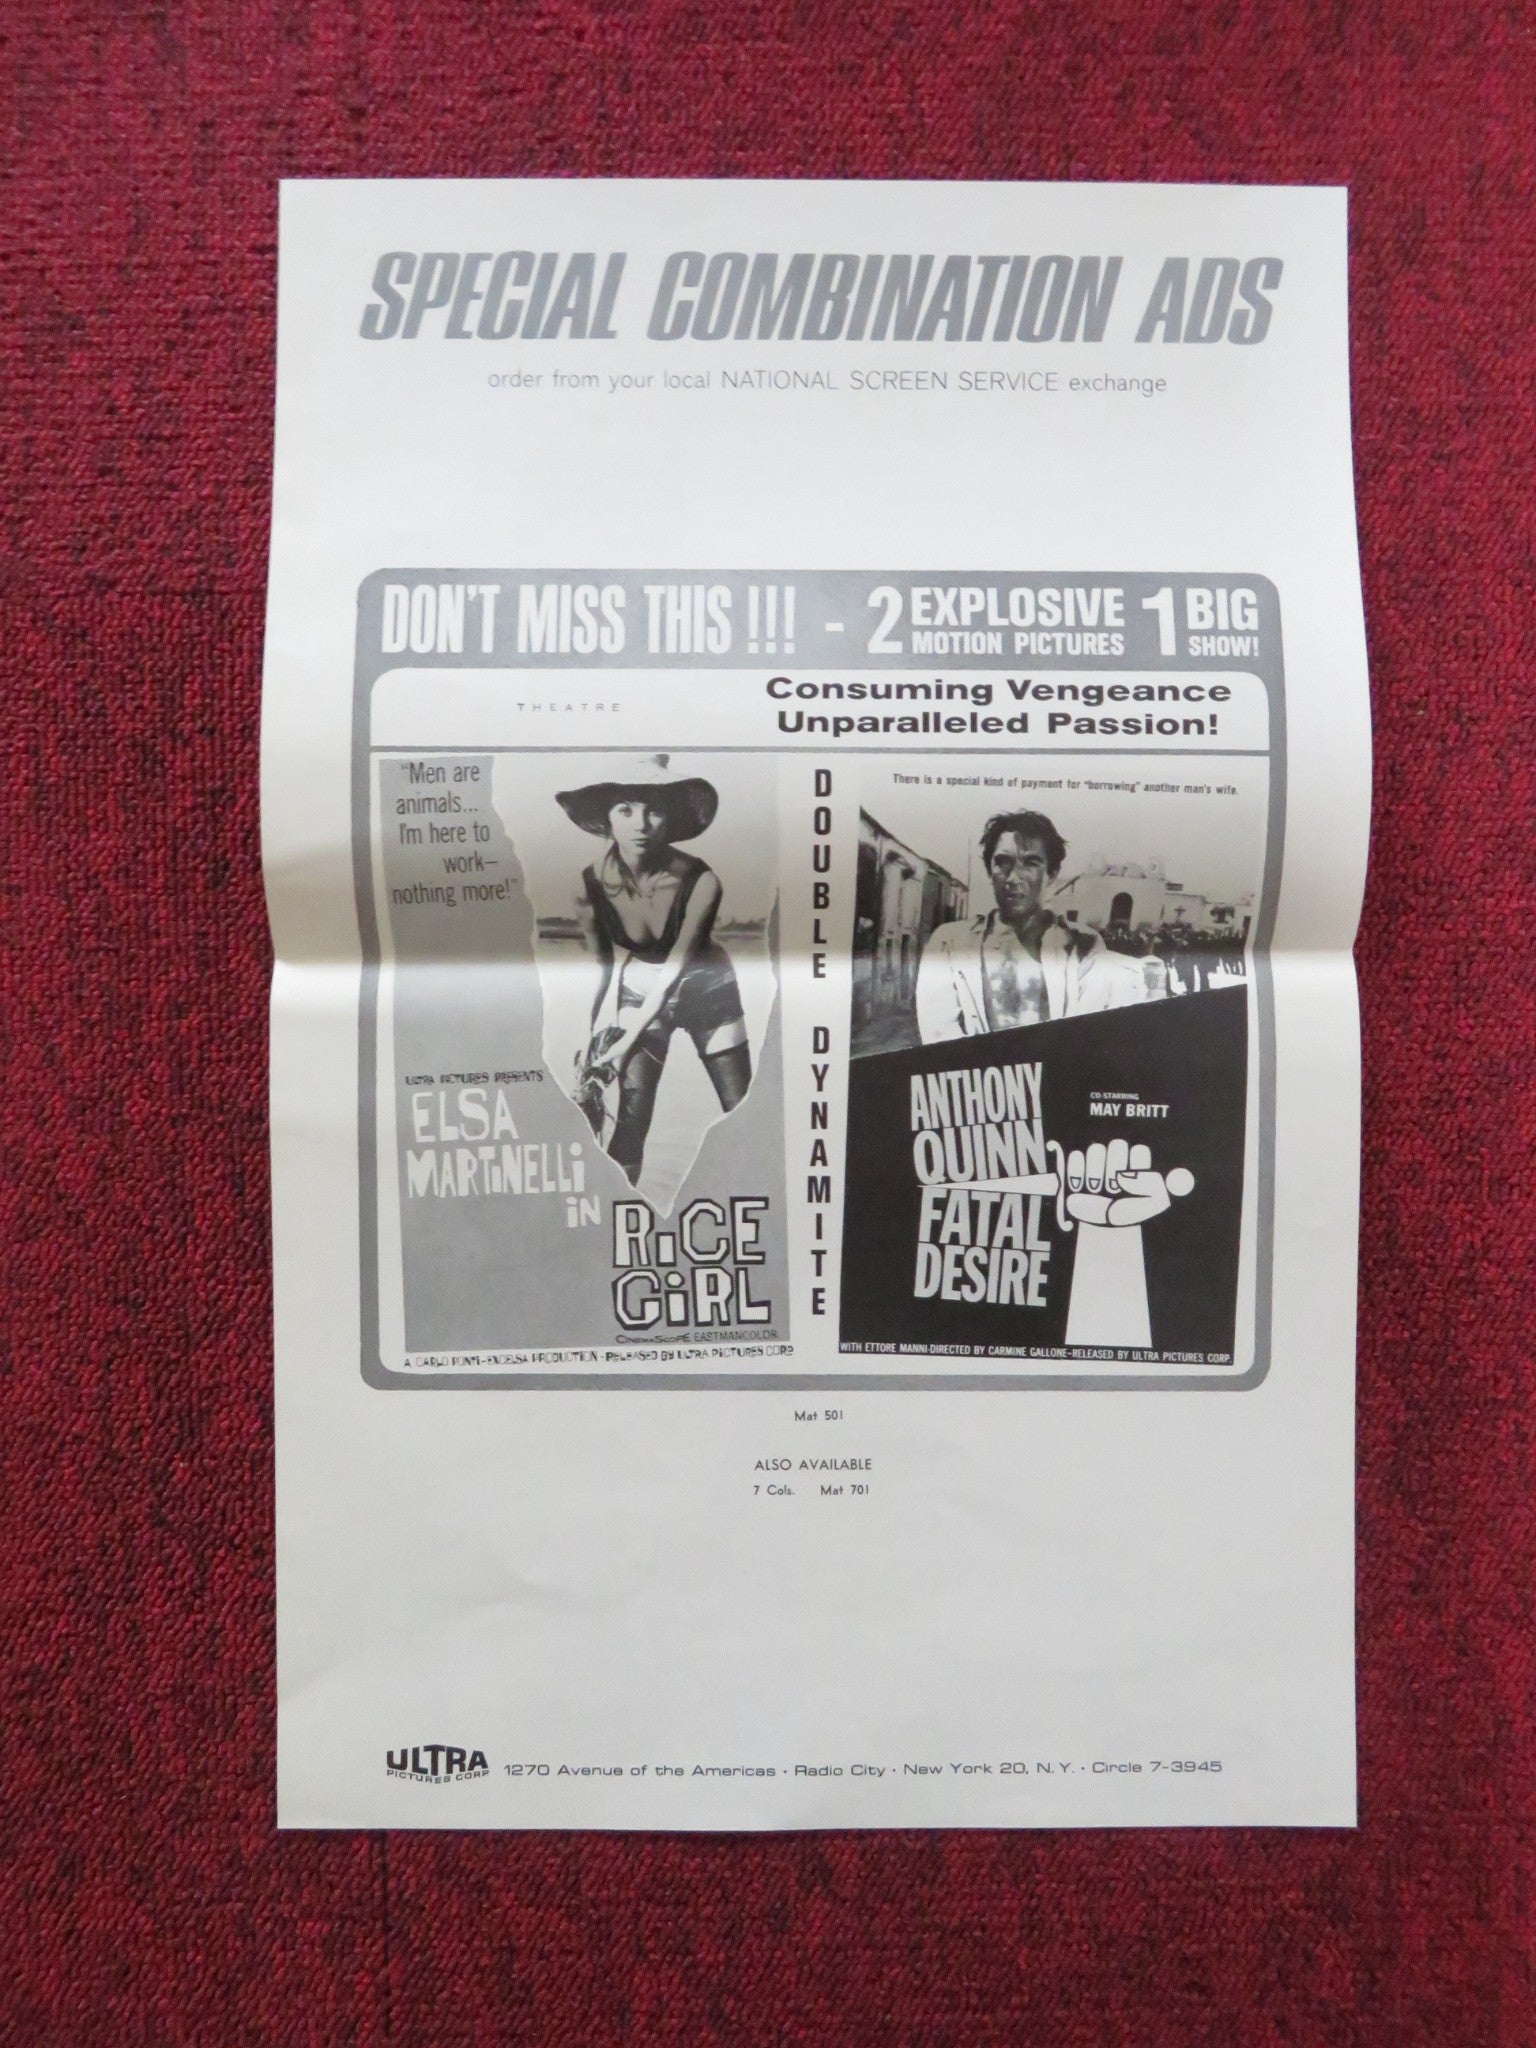 SPECIAL COMBINATION ADS
order from your local NATIONAL SCREEN SERVICE exchange
DON'T MISS THIS !!! - 2 EXPLOSIVE MOTION PICTURES 1 BIG SHOW!
THEATRE
Consuming Vengeance
Unparalleled Passion!
"Men are
animals...
I'm here to
work—
nothing more!"
ULTRA PICTURES PRESENTS
ELSA
MARTiNELLi
iN
RiCE
GiRL
CINEMASCOPE EASTMANCOLOR
A CARLO PONTI-EXCELSA PRODUCTION - RELEASED BY ULTRA PICTURES CORP
DOUBLE DYNAMITE
There is a special kind of payment for "borrowing" another man's wife.
ANTHONY
QUINN
CO-STARRING
MAY BRITT
FATAL
DESIRE
WITH ETTORE MANNI-DIRECTED BY CARMINE GALLONE-RELEASED BY ULTRA PICTURES CORP.
Mat 501
ALSO AVAILABLE
7 Cols. Mat 701
ULTRA
PICTURES CORP
1270 Avenue of the Americas • Radio City • New York 20, N.Y. • Circle 7-3945